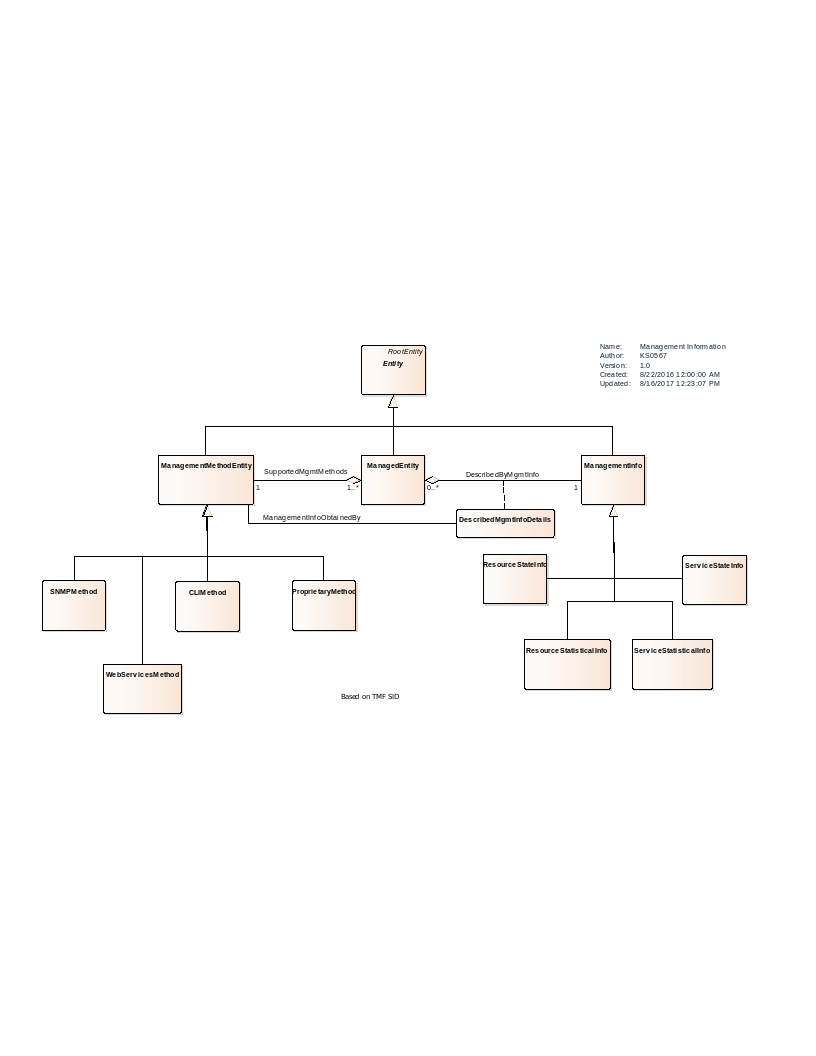 RootEntity
Entity
Name: Management Information
Author: KS0567
Version: 1.0
Created: 8/22/2016 12:00:00 AM
Updated: 8/16/2017 12:23:07 PM
ManagementMethodEntity
SupportedMgmtMethods
1
1..*
ManagedEntity
DescribedByMgmtInfo
0..*
1
ManagementInfo
ManagementInfoObtainedBy
DescribedMgmtInfoDetails
ResourceStateInfo
ServiceStateInfo
SNMPMethod
CLIMethod
ProprietaryMethod
ResourceStatisticalInfo
ServiceStatisticalInfo
WebServicesMethod
Based on TMF SID